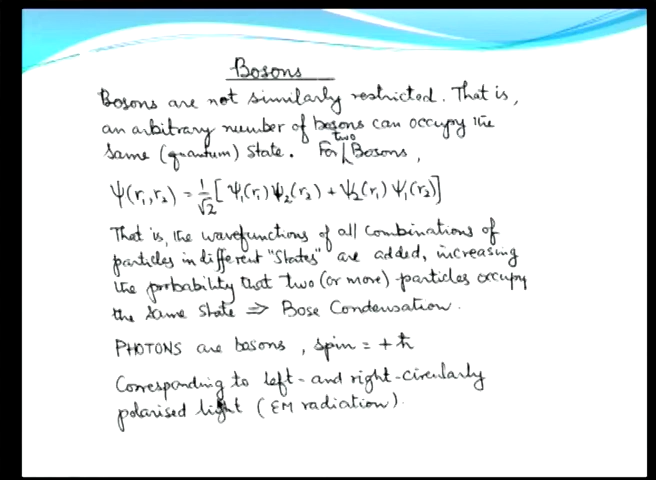 Bosons
Bosons are not similarly restricted. That is,
an arbitrary number of bosons can occupy the
same (quantum) state. For two Bosons,
Ψ(r₁,r₂) = 1/√2 [Ψ₁(r₁)Ψ₂(r₂) + Ψ₂(r₁)Ψ₁(r₂)]
That is, the wavefunctions of all combinations of
particles in different "States" are added, increasing
the probability that two (or more) particles occupy
the same state ⇒ Bose Condensation.
PHOTONS are bosons, spin = +ħ
Corresponding to left- and right-circularly
polarised light (EM radiation).